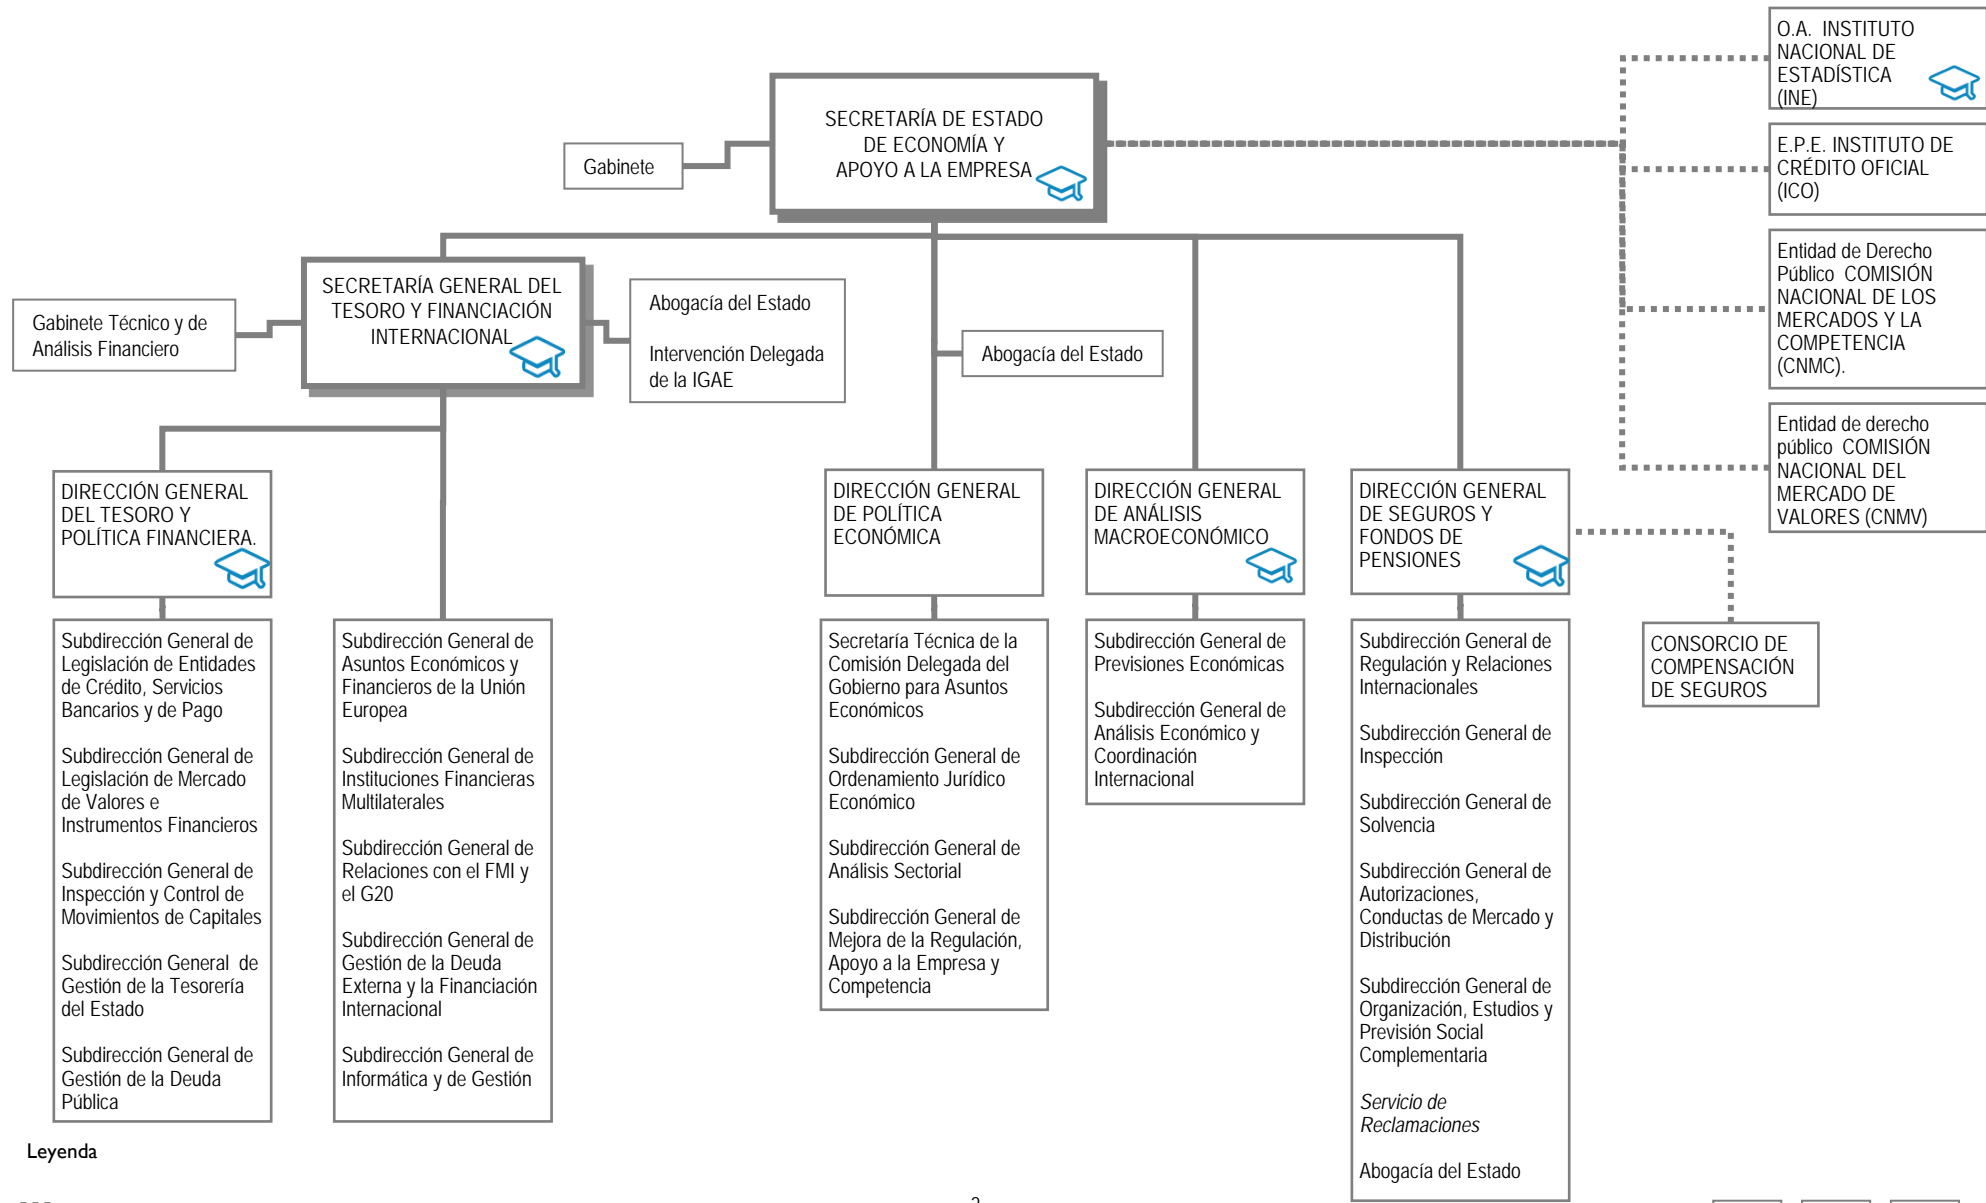 O.A. INSTITUTO
NACIONAL DE
ESTADÍSTICA
(INE)
SECRETARÍA DE ESTADO
DE ECONOMÍA Y
APOYO A LA EMPRESA
Gabinete
E.P.E. INSTITUTO DE
CRÉDITO OFICIAL
(ICO)
Entidad de Derecho
Público COMISIÓN
NACIONAL DE LOS
MERCADOS Y LA
COMPETENCIA
(CNMC).
Entidad de derecho
público COMISIÓN
NACIONAL DEL
MERCADO DE
VALORES (CNMV)
SECRETARÍA GENERAL DEL
TESORO Y FINANCIACIÓN
INTERNACIONAL
Gabinete Técnico y de
Análisis Financiero
Abogacía del Estado
Intervención Delegada
de la IGAE
Abogacía del Estado
DIRECCIÓN GENERAL
DEL TESORO Y
POLÍTICA FINANCIERA.
DIRECCIÓN GENERAL
DE POLÍTICA
ECONÓMICA
DIRECCIÓN GENERAL
DE ANÁLISIS
MACROECONÓMICO
DIRECCIÓN GENERAL
DE SEGUROS Y
FONDOS DE
PENSIONES
Subdirección General de
Legislación de Entidades
de Crédito, Servicios
Bancarios y de Pago
Subdirección General de
Legislación de Mercado
de Valores e
Instrumentos Financieros
Subdirección General de
Inspección y Control de
Movimientos de Capitales
Subdirección General de
Gestión de la Tesorería
del Estado
Subdirección General de
Gestión de la Deuda
Pública
Subdirección General de
Asuntos Económicos y
Financieros de la Unión
Europea
Subdirección General de
Instituciones Financieras
Multilaterales
Subdirección General de
Relaciones con el FMI y
el G20
Subdirección General de
Gestión de la Deuda
Externa y la Financiación
Internacional
Subdirección General de
Informática y de Gestión
Secretaría Técnica de la
Comisión Delegada del
Gobierno para Asuntos
Económicos
Subdirección General de
Ordenamiento Jurídico
Económico
Subdirección General de
Análisis Sectorial
Subdirección General de
Mejora de la Regulación,
Apoyo a la Empresa y
Competencia
Subdirección General de
Previsiones Económicas
Subdirección General de
Análisis Económico y
Coordinación
Internacional
Subdirección General de
Regulación y Relaciones
Internacionales
Subdirección General de
Inspección
Subdirección General de
Solvencia
Subdirección General de
Autorizaciones,
Conductas de Mercado y
Distribución
Subdirección General de
Organización, Estudios y
Previsión Social
Complementaria
Servicio de
Reclamaciones
Abogacía del Estado
CONSORCIO DE
COMPENSACIÓN
DE SEGUROS
Leyenda